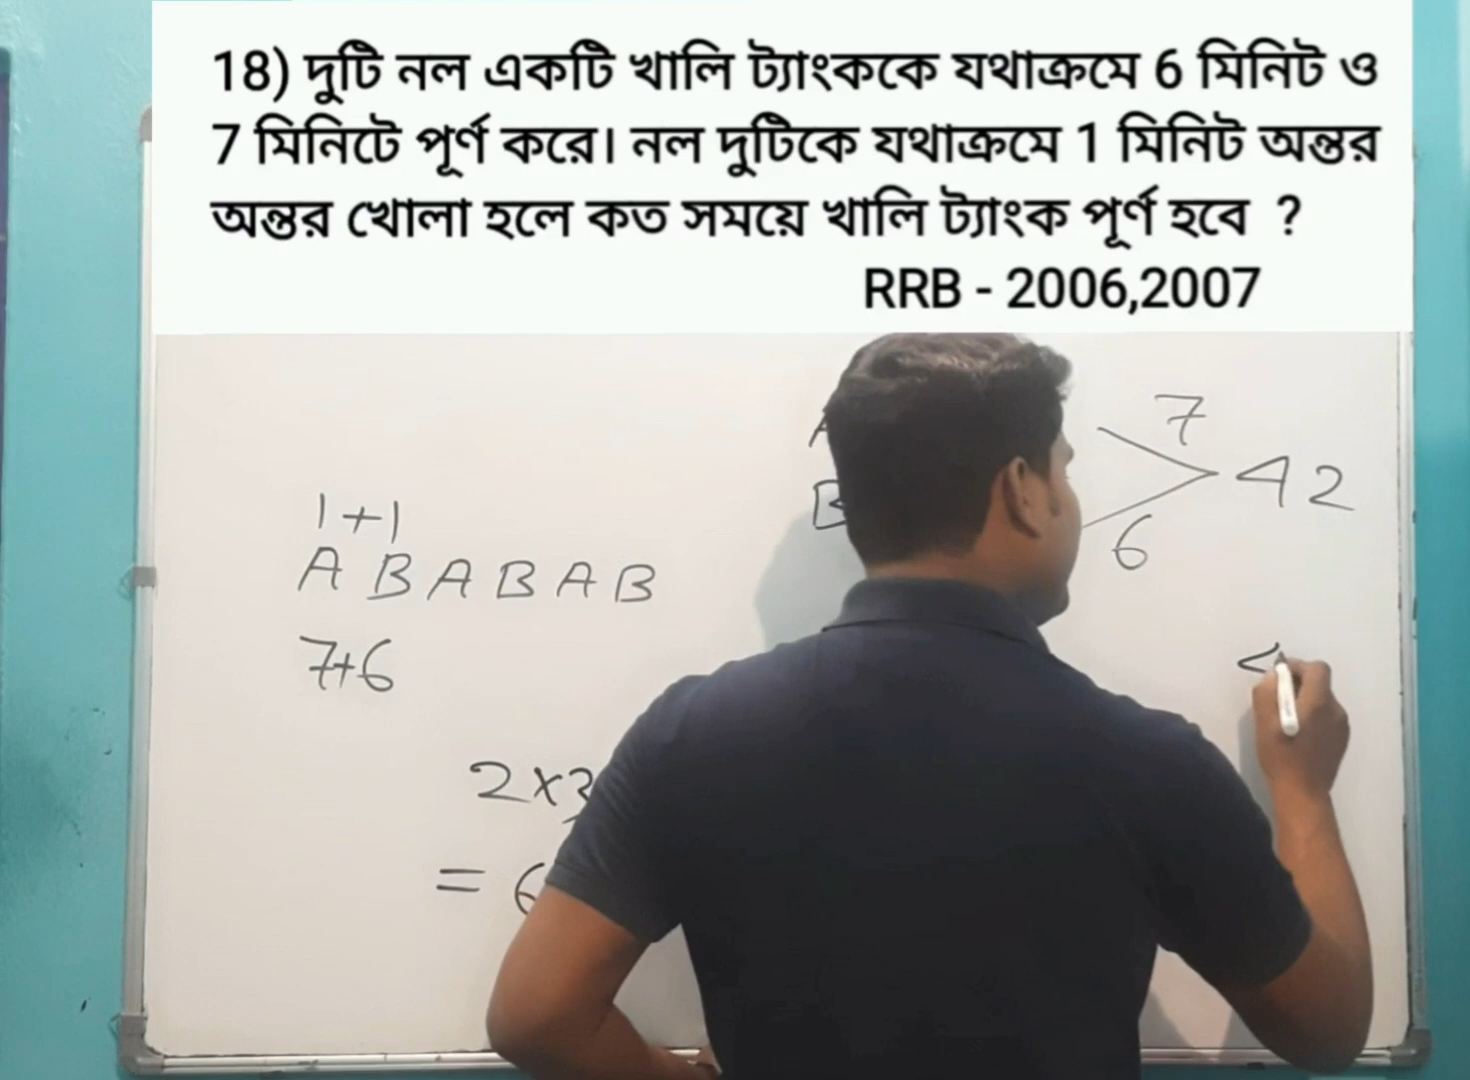 18) দুটি নল একটি খালি ট্যাংককে যথাক্রমে 6 মিনিট ও
7 মিনিটে পূর্ণ করে। নল দুটিকে যথাক্রমে 1 মিনিট অন্তর
অন্তর খোলা হলে কত সময়ে খালি ট্যাংক পূর্ণ হবে ?
RRB - 2006,2007
1+1
A B A B A B
7+6
2×3
= 6
A
B
7
42
6